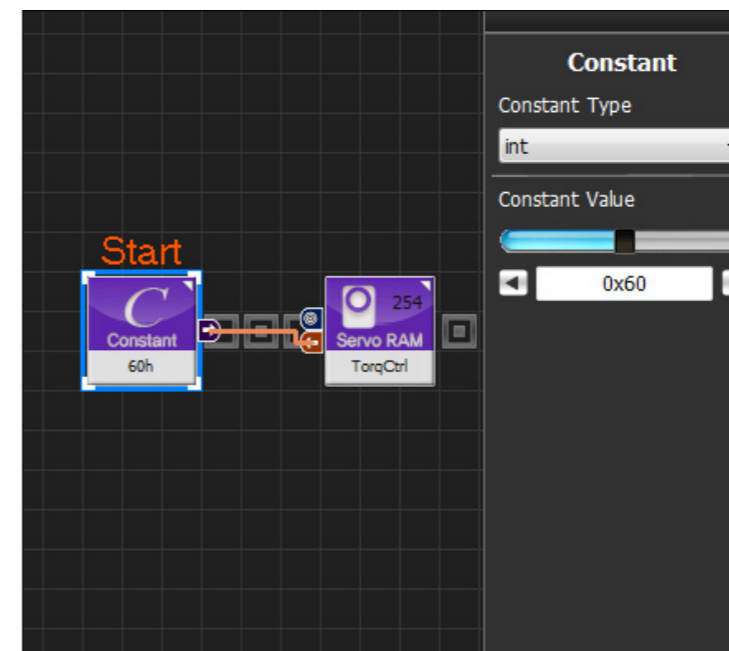 Start
C
Constant
60h
254
Servo RAM
TorqCtrl
Constant
Constant Type
int
Constant Value
0x60